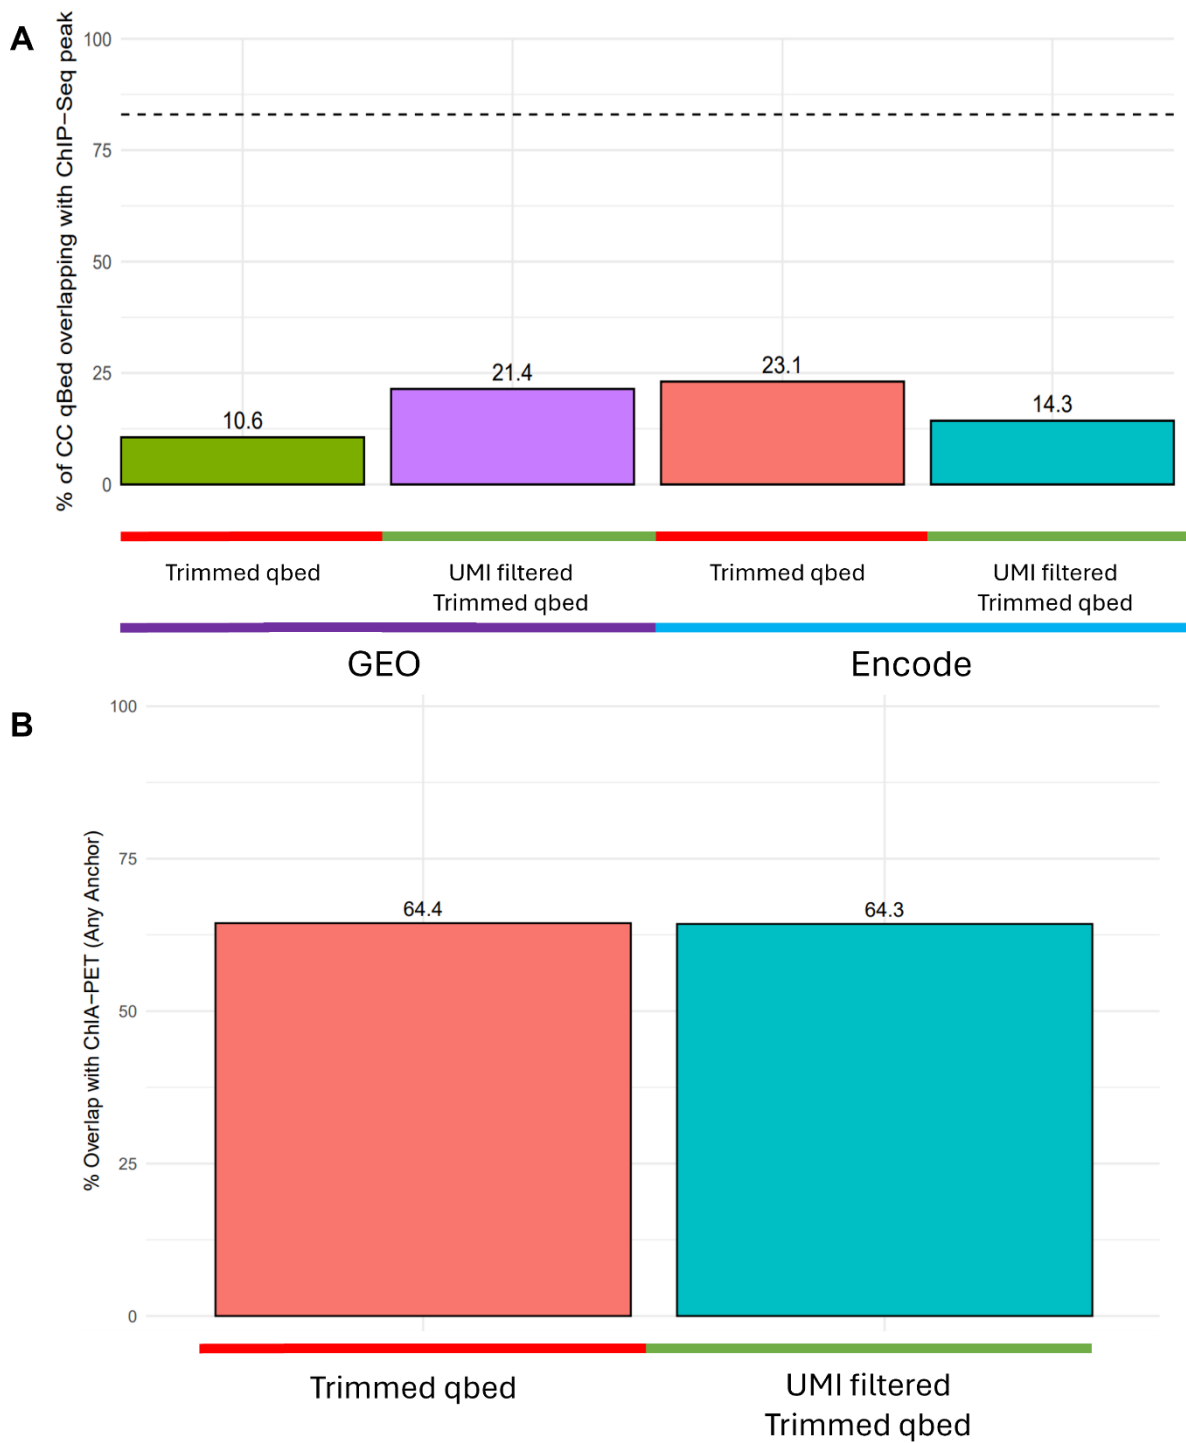 A
% of CC qBed overlapping with ChIP-Seq peak
100
75
50
25
0
10.6
21.4
23.1
14.3
Trimmed qbed
UMI filtered
Trimmed qbed
Trimmed qbed
UMI filtered
Trimmed qbed
GEO
Encode
B
% Overlap with ChIA-PET (Any Anchor)
100
75
50
25
0
64.4
64.3
Trimmed qbed
UMI filtered
Trimmed qbed